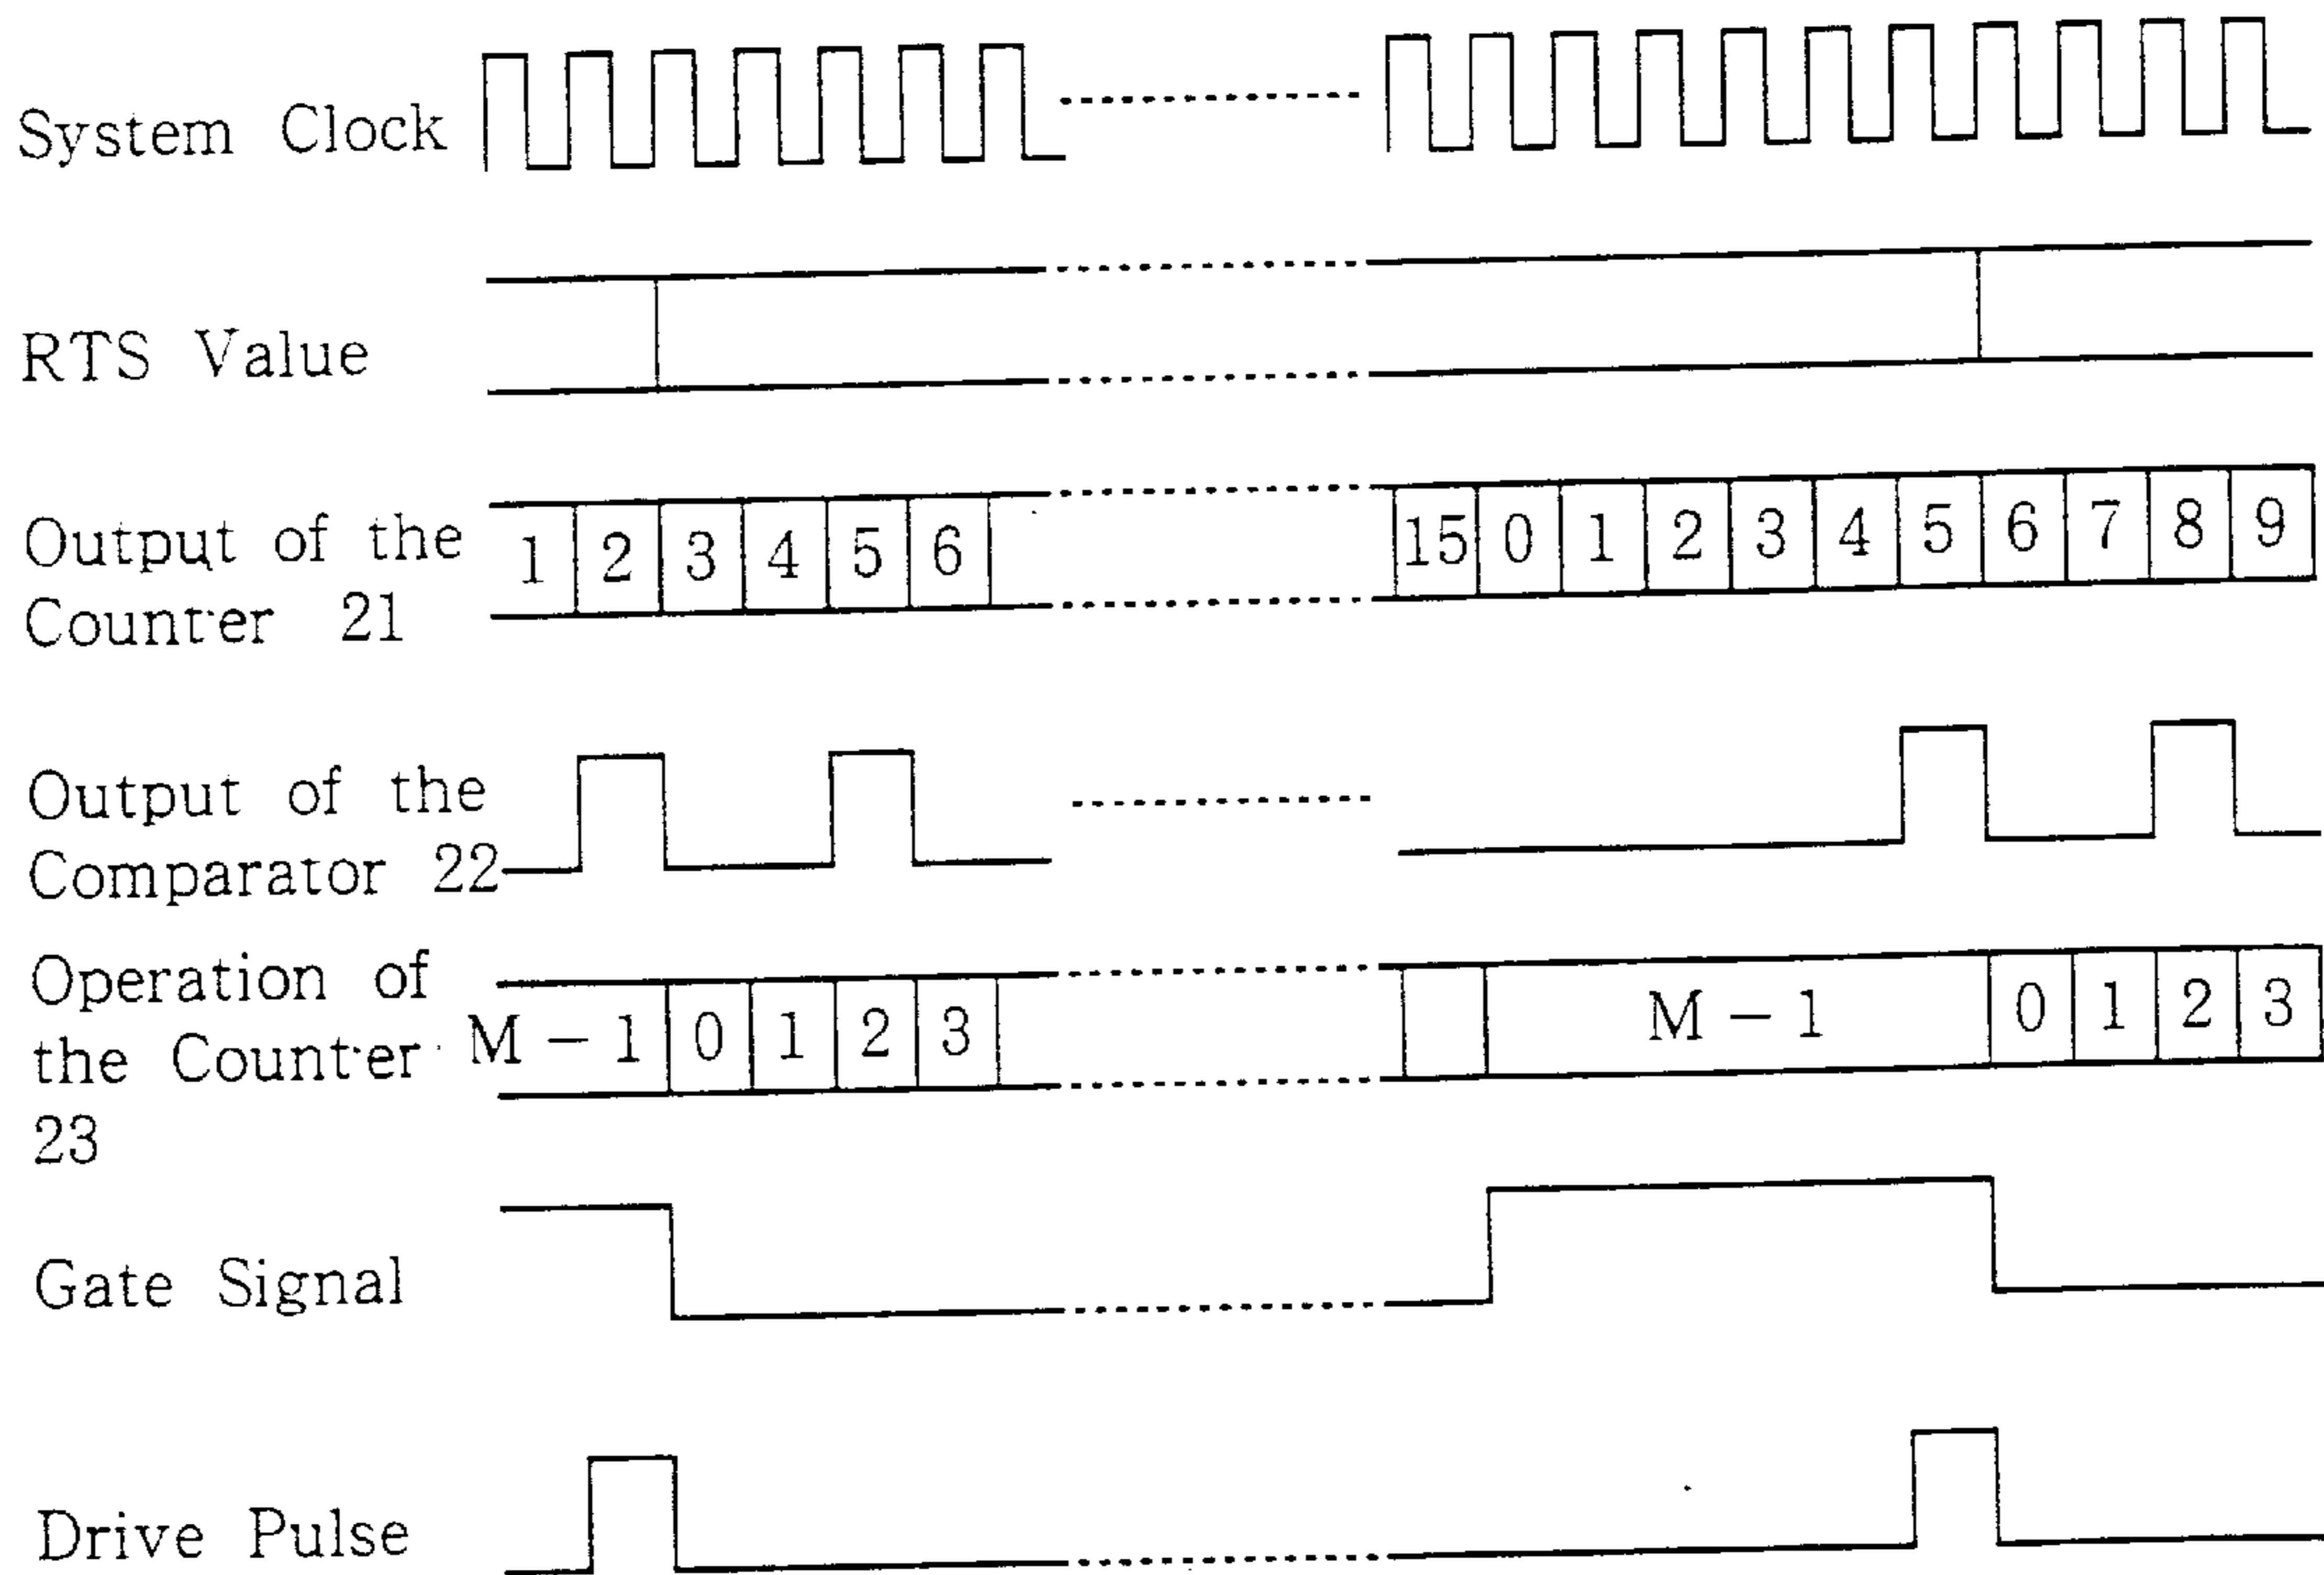 System Clock
RTS Value
Output of the
Counter 21
1 2 3 4 5 6 15 0 1 2 3 4 5 6 7 8 9
Output of the
Comparator 22
Operation of
the Counter
23
M - 1 0 1 2 3 M - 1 0 1 2 3
Gate Signal
Drive Pulse